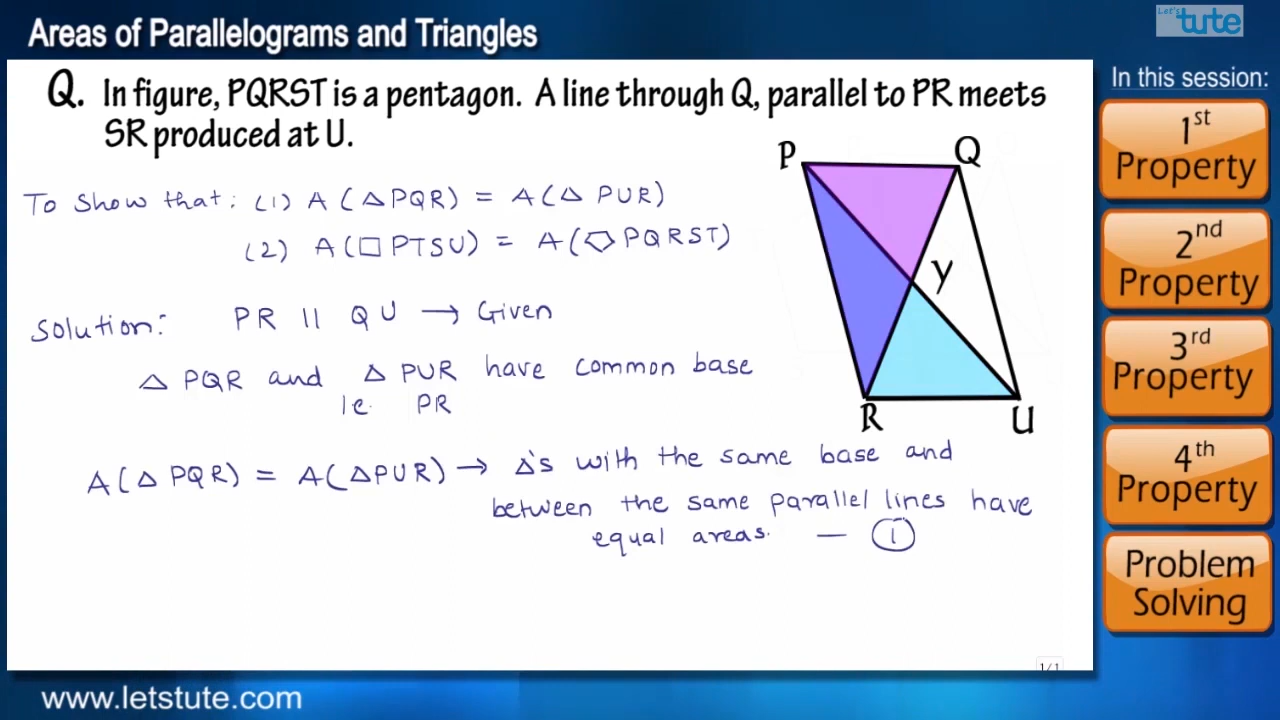 Areas of Parallelograms and Triangles
Let's tute
Q. In figure, PQRST is a pentagon. A line through Q, parallel to PR meets
SR produced at U.
To show that: (1) A(△PQR) = A(△ PUR)
(2) A(□PTSU) = A(⬠PQRST)
Solution: PR || QU → Given
△ PQR and △ PUR have common base
ie. PR
A(△ PQR) = A(△PUR) → △'s with the same base and
between the same parallel lines have
equal areas. — ①
P
Q
y
R
U
In this session:
1st
Property
2nd
Property
3rd
Property
4th
Property
Problem
Solving
1/1
www.letstute.com